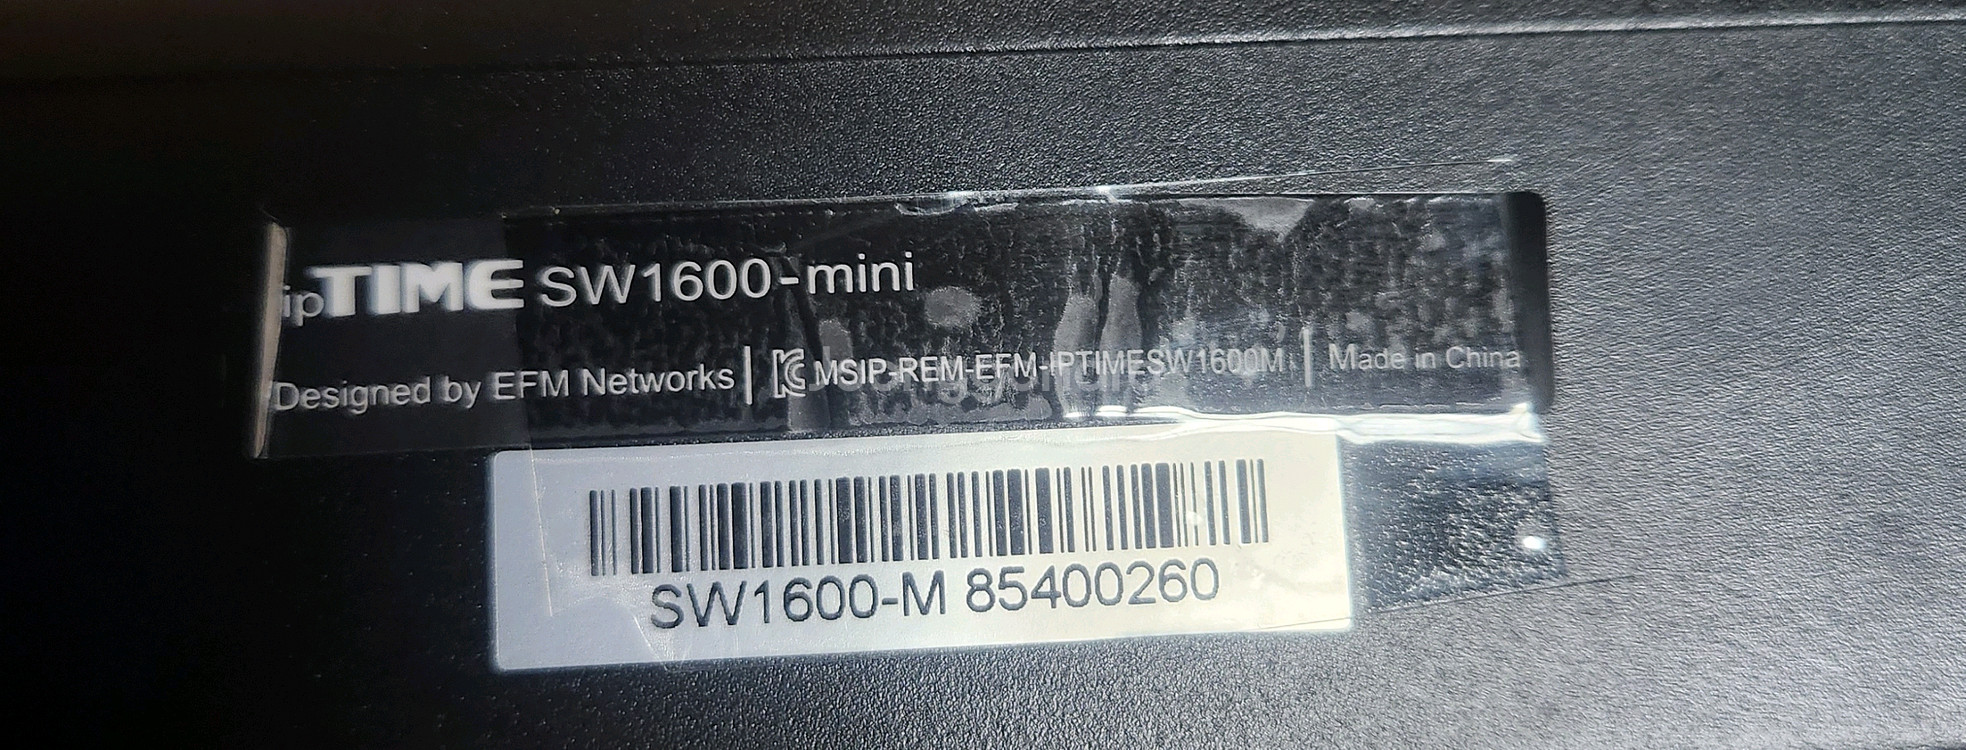 ipTIME SW1600-mini
Designed by EFM Networks | MSIP-REM-EFM-IPTIMESW1600M | Made in China
SW1600-M 85400260